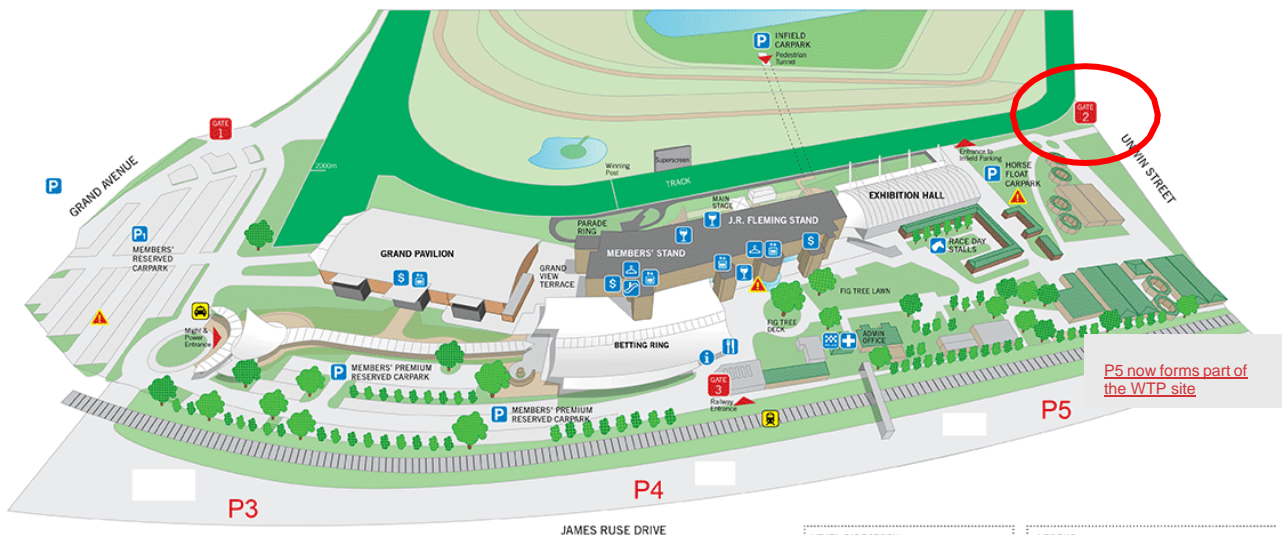 P
INFIELD
CARPARK
Pedestrian
Tunnel
GATE
1
GATE
2
GRAND AVENUE
P
2000m
Winning
Post
Superscreen
TRACK
Entrance to
Infield Parking
UNWIN STREET
P
HORSE
FLOAT
CARPARK
EXHIBITION HALL
MAIN
STAGE
J.R. FLEMING STAND
PARADE
RING
MEMBERS' STAND
P1
MEMBERS'
RESERVED
CARPARK
GRAND PAVILION
$
GRAND
VIEW
TERRACE
$
$
RACE DAY
STALLS
FIG TREE LAWN
FIG TREE
DECK
ADMIN
OFFICE
Might &
Power
Entrance
BETTING RING
i
P
MEMBERS' PREMIUM
RESERVED CARPARK
P
MEMBERS' PREMIUM
RESERVED CARPARK
GATE
3
Railway
Entrance
P5 now forms part of
the WTP site
P5
P4
P3
JAMES RUSE DRIVE